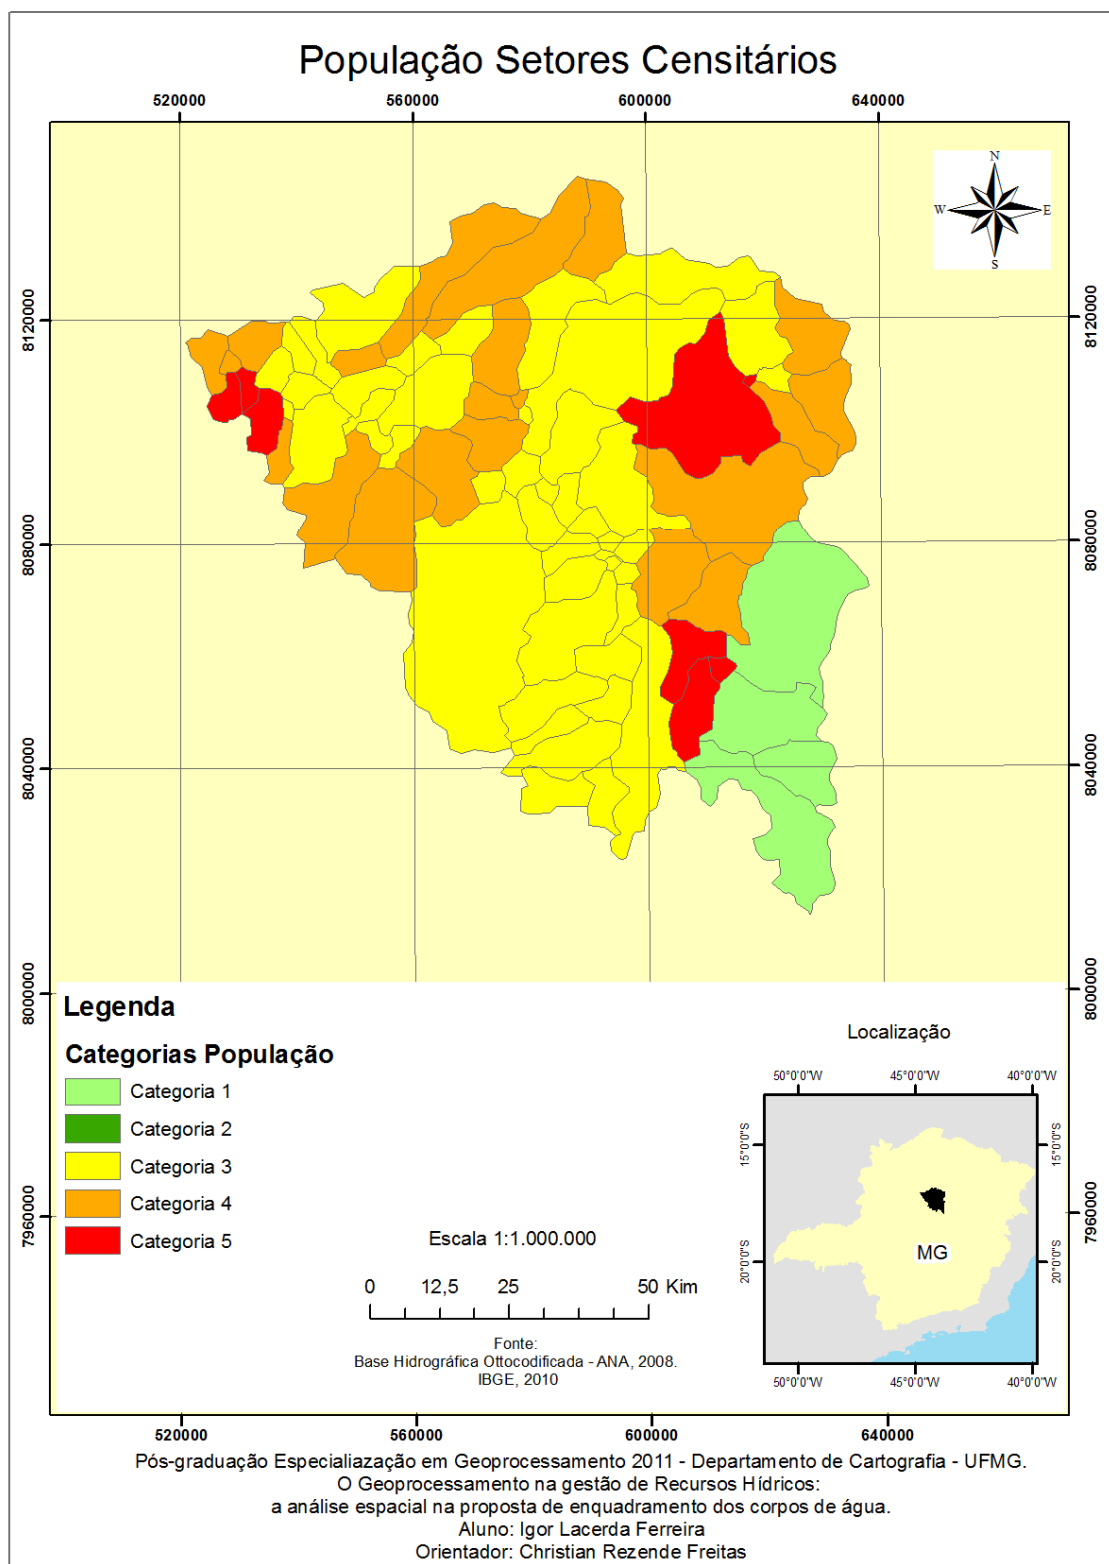 População Setores Censitários
520000 560000 600000 640000
N
W E
S
8120000 8120000
8080000 8080000
8040000 8040000
8000000 8000000
7960000 7960000
Legenda
Categorias População
Categoria 1
Categoria 2
Categoria 3
Categoria 4
Categoria 5
Escala 1:1.000.000
0 12,5 25 50 Kim
Fonte:
Base Hidrográfica Ottocodificada - ANA, 2008.
IBGE, 2010
Localização
50°0'0"W 45°0'0"W 40°0'0"W
15°0'0"S 15°0'0"S
20°0'0"S 20°0'0"S
MG
50°0'0"W 45°0'0"W 40°0'0"W
520000 560000 600000 640000
Pós-graduação Especialiazação em Geoprocessamento 2011 - Departamento de Cartografia - UFMG.
O Geoprocessamento na gestão de Recursos Hídricos:
a análise espacial na proposta de enquadramento dos corpos de água.
Aluno: Igor Lacerda Ferreira
Orientador: Christian Rezende Freitas